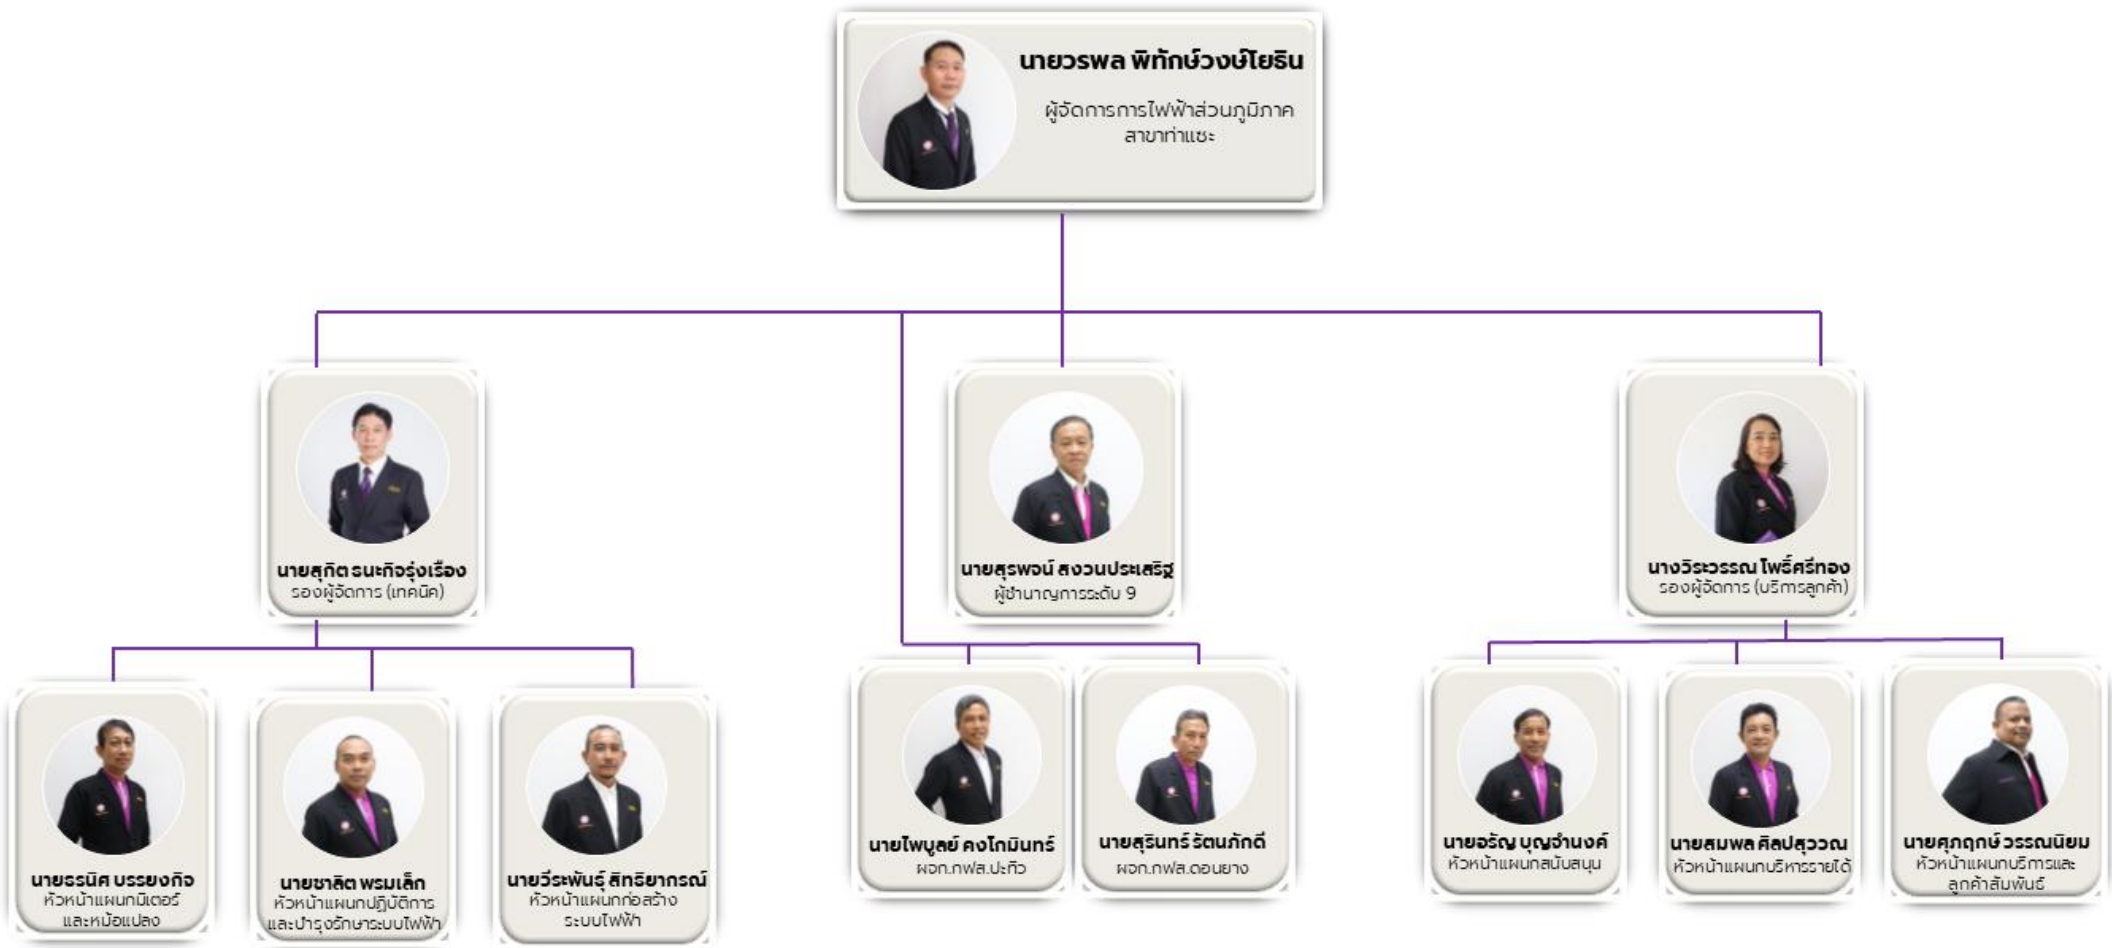 นายวรพล พิทักษ์วงษ์โยธิน
ผู้จัดการการไฟฟ้าส่วนภูมิภาค
สาขาท่าแซะ
นายสุกิต ธนะกิจรุ่งเรือง
รองผู้จัดการ (เทคนิค)
นายสุรพจน์ สงวนประเสริฐ
ผู้ชำนาญการระดับ 9
นางวิระวรรณ โพธิ์ศรีทอง
รองผู้จัดการ (บริการลูกค้า)
นายธรนิศ บรรยงกิจ
หัวหน้าแผนกมิเตอร์
และหม้อแปลง
นายชาลิต พรมเล็ก
หัวหน้าแผนกปฏิบัติการ
และบำรุงรักษาระบบไฟฟ้า
นายวีระพันธุ์ สิทธิยากรณ์
หัวหน้าแผนกก่อสร้าง
ระบบไฟฟ้า
นายไพบูลย์ คงโกมินทร์
ผจก.กฟส.ปะทิว
นายสุรินทร์ รัตนภักดี
ผจก.กฟส.ดอนยาง
นายอรัญ บุญจำนงค์
หัวหน้าแผนกสนับสนุน
นายสมพล ศิลปสุววณ
หัวหน้าแผนกบริหารรายได้
นายศุภฤกษ์ วรรณนิยม
หัวหน้าแผนกบริการและ
ลูกค้าสัมพันธ์